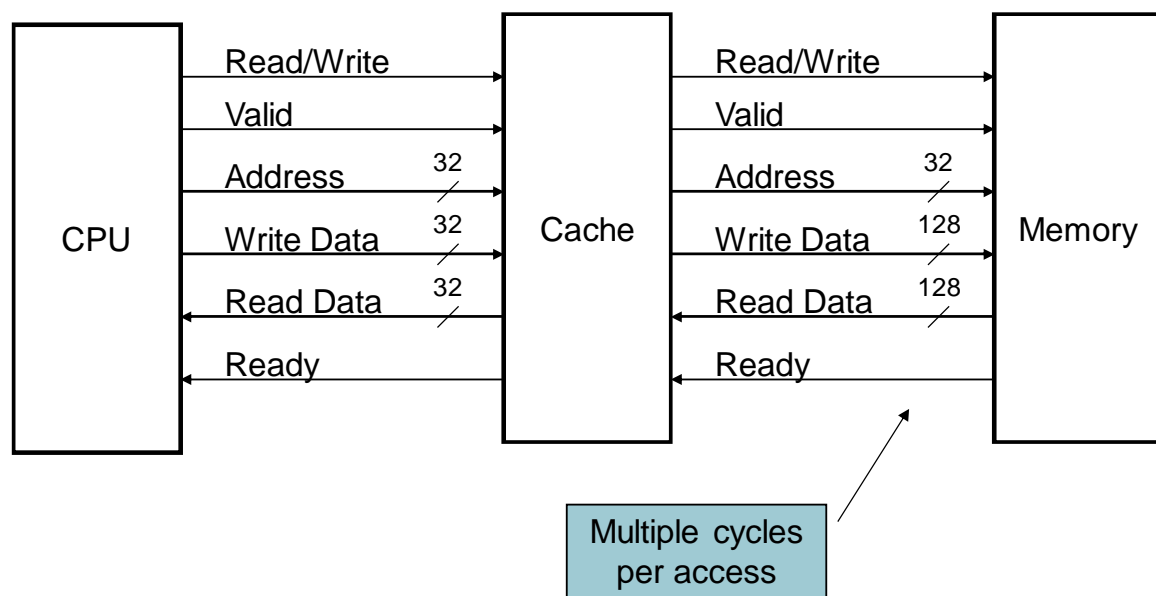 Read/Write
Read/Write
Valid
Valid
Address 32
Address 32
CPU
Write Data 32
Cache
Write Data 128
Memory
Read Data 32
Read Data 128
Ready
Ready
Multiple cycles
per access